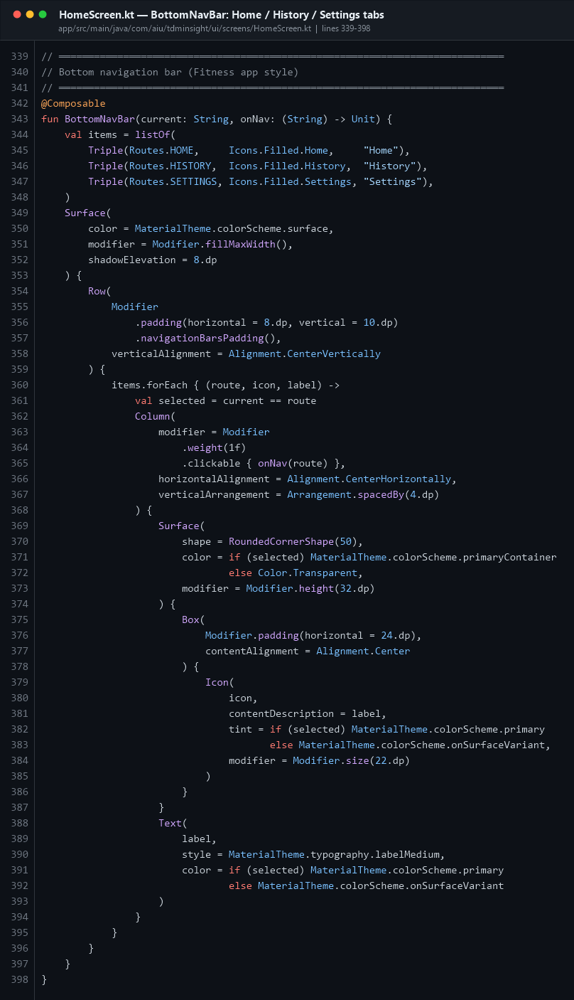 HomeScreen.kt — BottomNavBar: Home / History / Settings tabs
app/src/main/java/com/aiu/tdminsight/ui/screens/HomeScreen.kt | lines 339-398
339 // ════════════════════════════════════════════════════════════════════════════
340 // Bottom navigation bar (Fitness app style)
341 // ════════════════════════════════════════════════════════════════════════════
342 @Composable
343 fun BottomNavBar(current: String, onNav: (String) -> Unit) {
344     val items = listOf(
345         Triple(Routes.HOME,     Icons.Filled.Home,     "Home"),
346         Triple(Routes.HISTORY,  Icons.Filled.History,  "History"),
347         Triple(Routes.SETTINGS, Icons.Filled.Settings, "Settings"),
348     )
349     Surface(
350         color = MaterialTheme.colorScheme.surface,
351         modifier = Modifier.fillMaxWidth(),
352         shadowElevation = 8.dp
353     ) {
354         Row(
355             Modifier
356                 .padding(horizontal = 8.dp, vertical = 10.dp)
357                 .navigationBarsPadding(),
358             verticalAlignment = Alignment.CenterVertically
359         ) {
360             items.forEach { (route, icon, label) ->
361                 val selected = current == route
362                 Column(
363                     modifier = Modifier
364                         .weight(1f)
365                         .clickable { onNav(route) },
366                     horizontalAlignment = Alignment.CenterHorizontally,
367                     verticalArrangement = Arrangement.spacedBy(4.dp)
368                 ) {
369                     Surface(
370                         shape = RoundedCornerShape(50),
371                         color = if (selected) MaterialTheme.colorScheme.primaryContainer
372                                 else Color.Transparent,
373                         modifier = Modifier.height(32.dp)
374                     ) {
375                         Box(
376                             Modifier.padding(horizontal = 24.dp),
377                             contentAlignment = Alignment.Center
378                         ) {
379                             Icon(
380                                 icon,
381                                 contentDescription = label,
382                                 tint = if (selected) MaterialTheme.colorScheme.primary
383                                        else MaterialTheme.colorScheme.onSurfaceVariant,
384                                 modifier = Modifier.size(22.dp)
385                             )
386                         }
387                     }
388                     Text(
389                         label,
390                         style = MaterialTheme.typography.labelMedium,
391                         color = if (selected) MaterialTheme.colorScheme.primary
392                                 else MaterialTheme.colorScheme.onSurfaceVariant
393                     )
394                 }
395             }
396         }
397     }
398 }